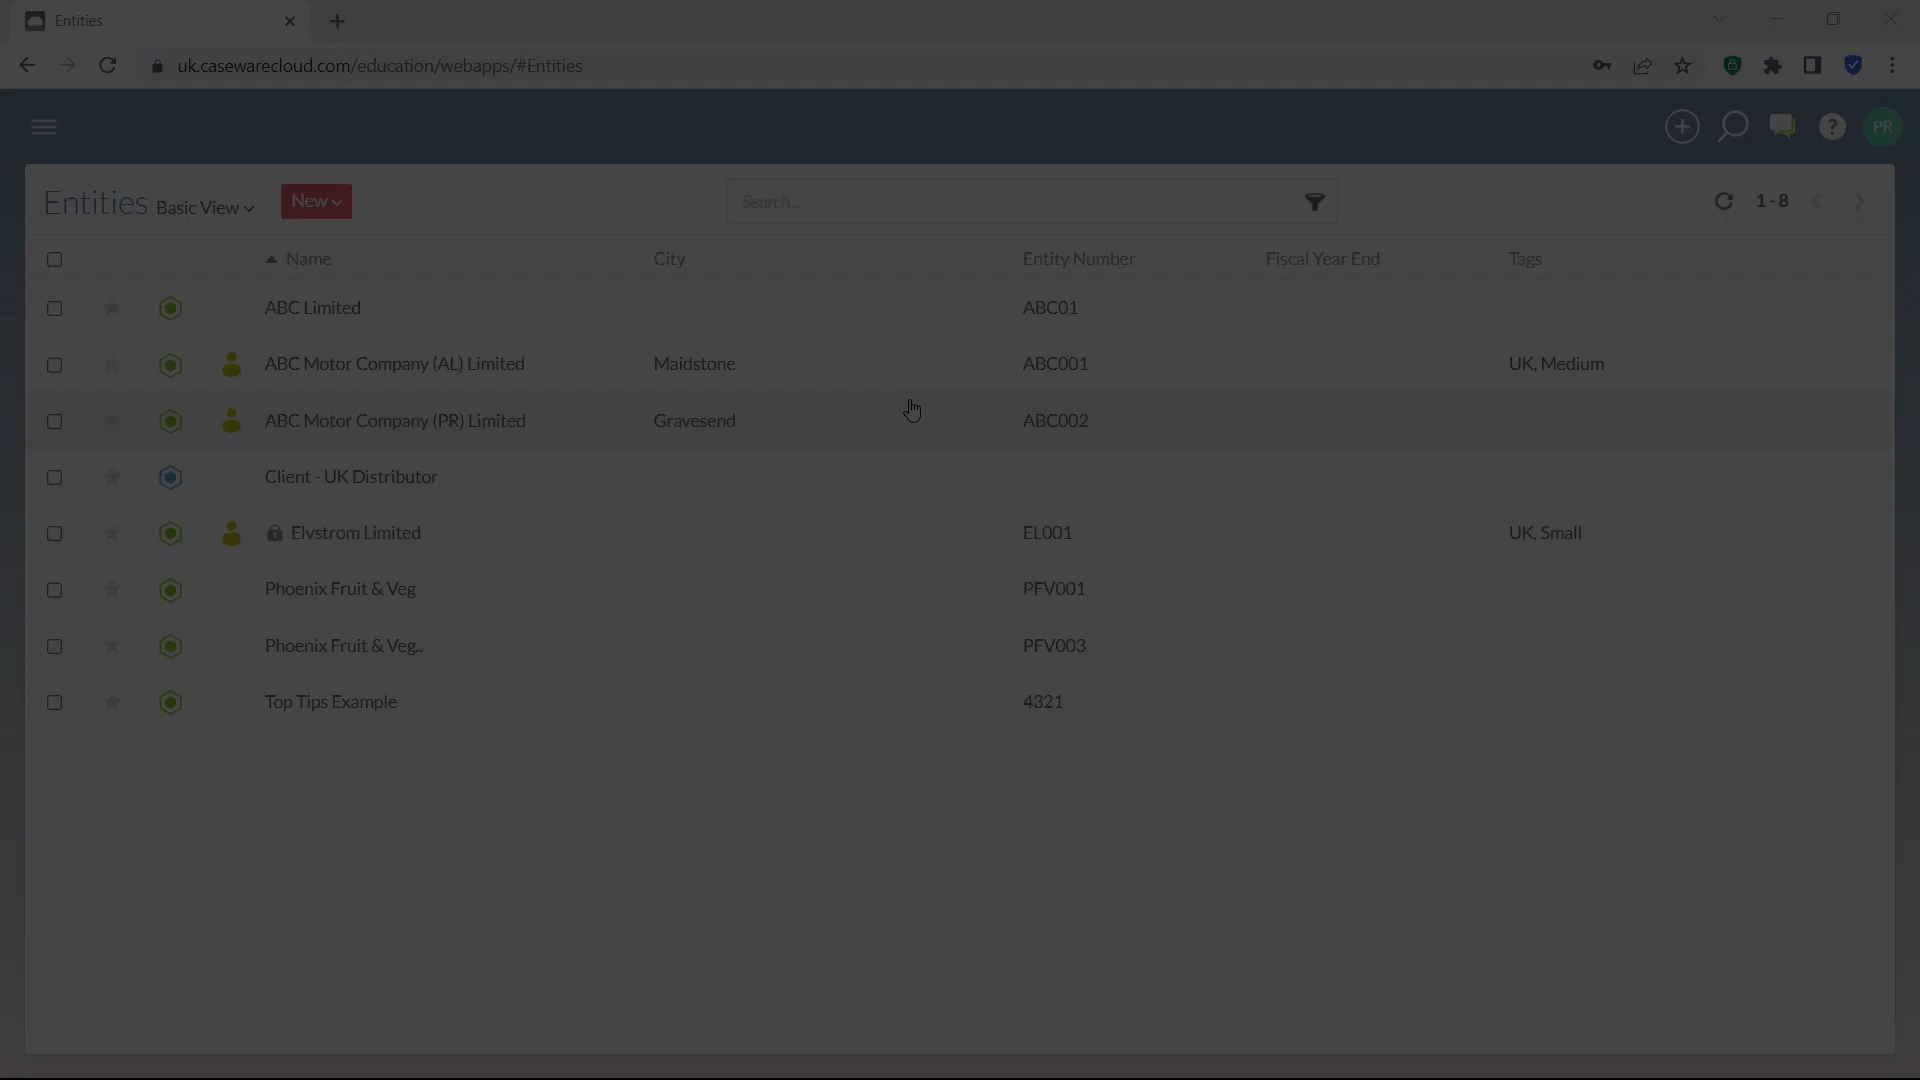 Entities
uk.casewarecloud.com/education/webapps/#Entities
PR
Entities Basic View New Search... 1 - 8
Name City Entity Number Fiscal Year End Tags
ABC Limited ABC01
ABC Motor Company (AL) Limited Maidstone ABC001 UK, Medium
ABC Motor Company (PR) Limited Gravesend ABC002
Client - UK Distributor
Elvstrom Limited EL001 UK, Small
Phoenix Fruit & Veg PFV001
Phoenix Fruit & Veg.. PFV003
Top Tips Example 4321